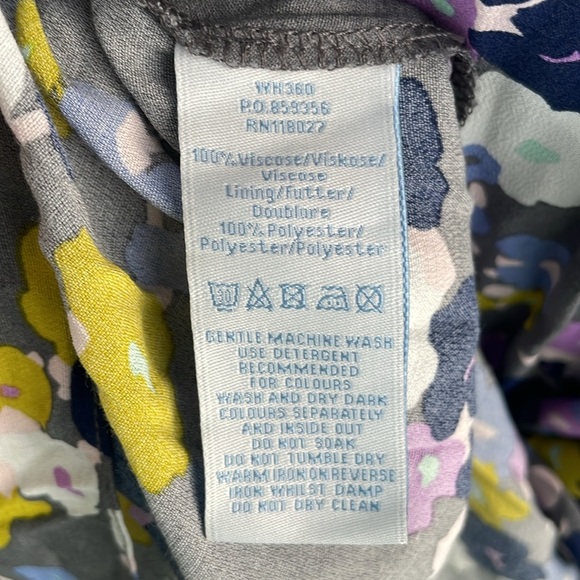 WH360
P.O. 859356
RN118027
100% Viscose/Viskose/
Viscose
Lining/Futter/
Doublure
100% Polyester/
Polyester/Polyester
GENTLE MACHINE WASH
USE DETERGENT
RECOMMENDED
FOR COLOURS
WASH AND DRY DARK
COLOURS SEPARATELY
AND INSIDE OUT
DO NOT SOAK
DO NOT TUMBLE DRY
WARM IRON ON REVERSE
IRON WHILST DAMP
DO NOT DRY CLEAN